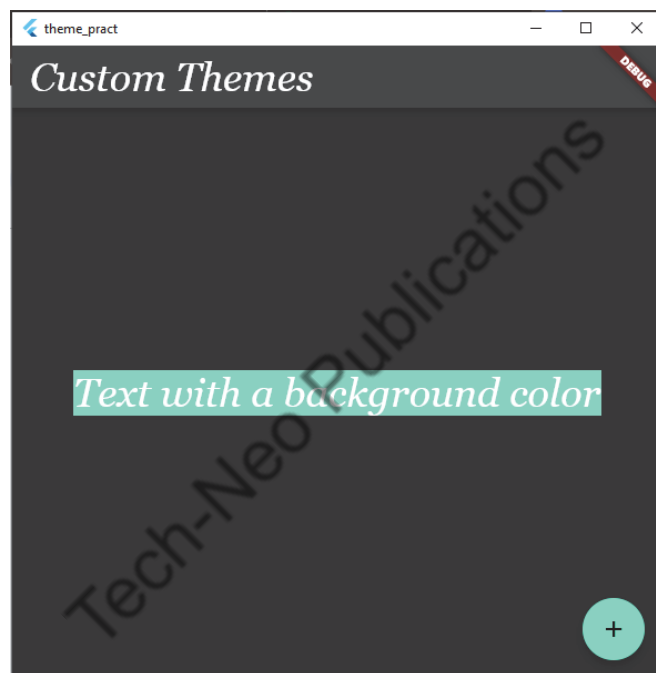 theme_pract
Custom Themes
DEBUG
Tech-Neo Publications
Text with a background color
+